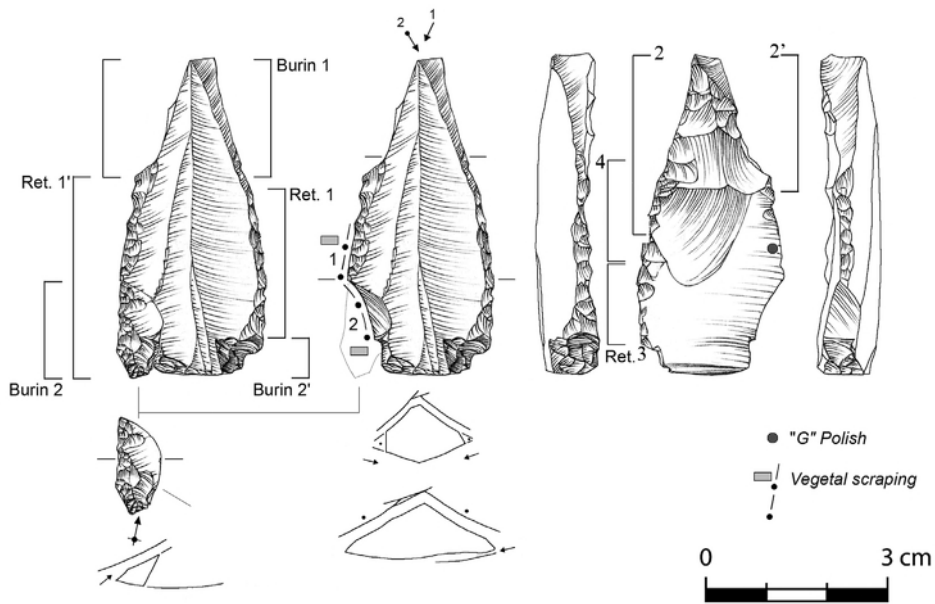 2 1
Burin 1
2 2'
4
Ret. 1'
Ret. 1
1
2
Ret. 3
Burin 2
Burin 2'
"G" Polish
Vegetal scraping
0 3 cm